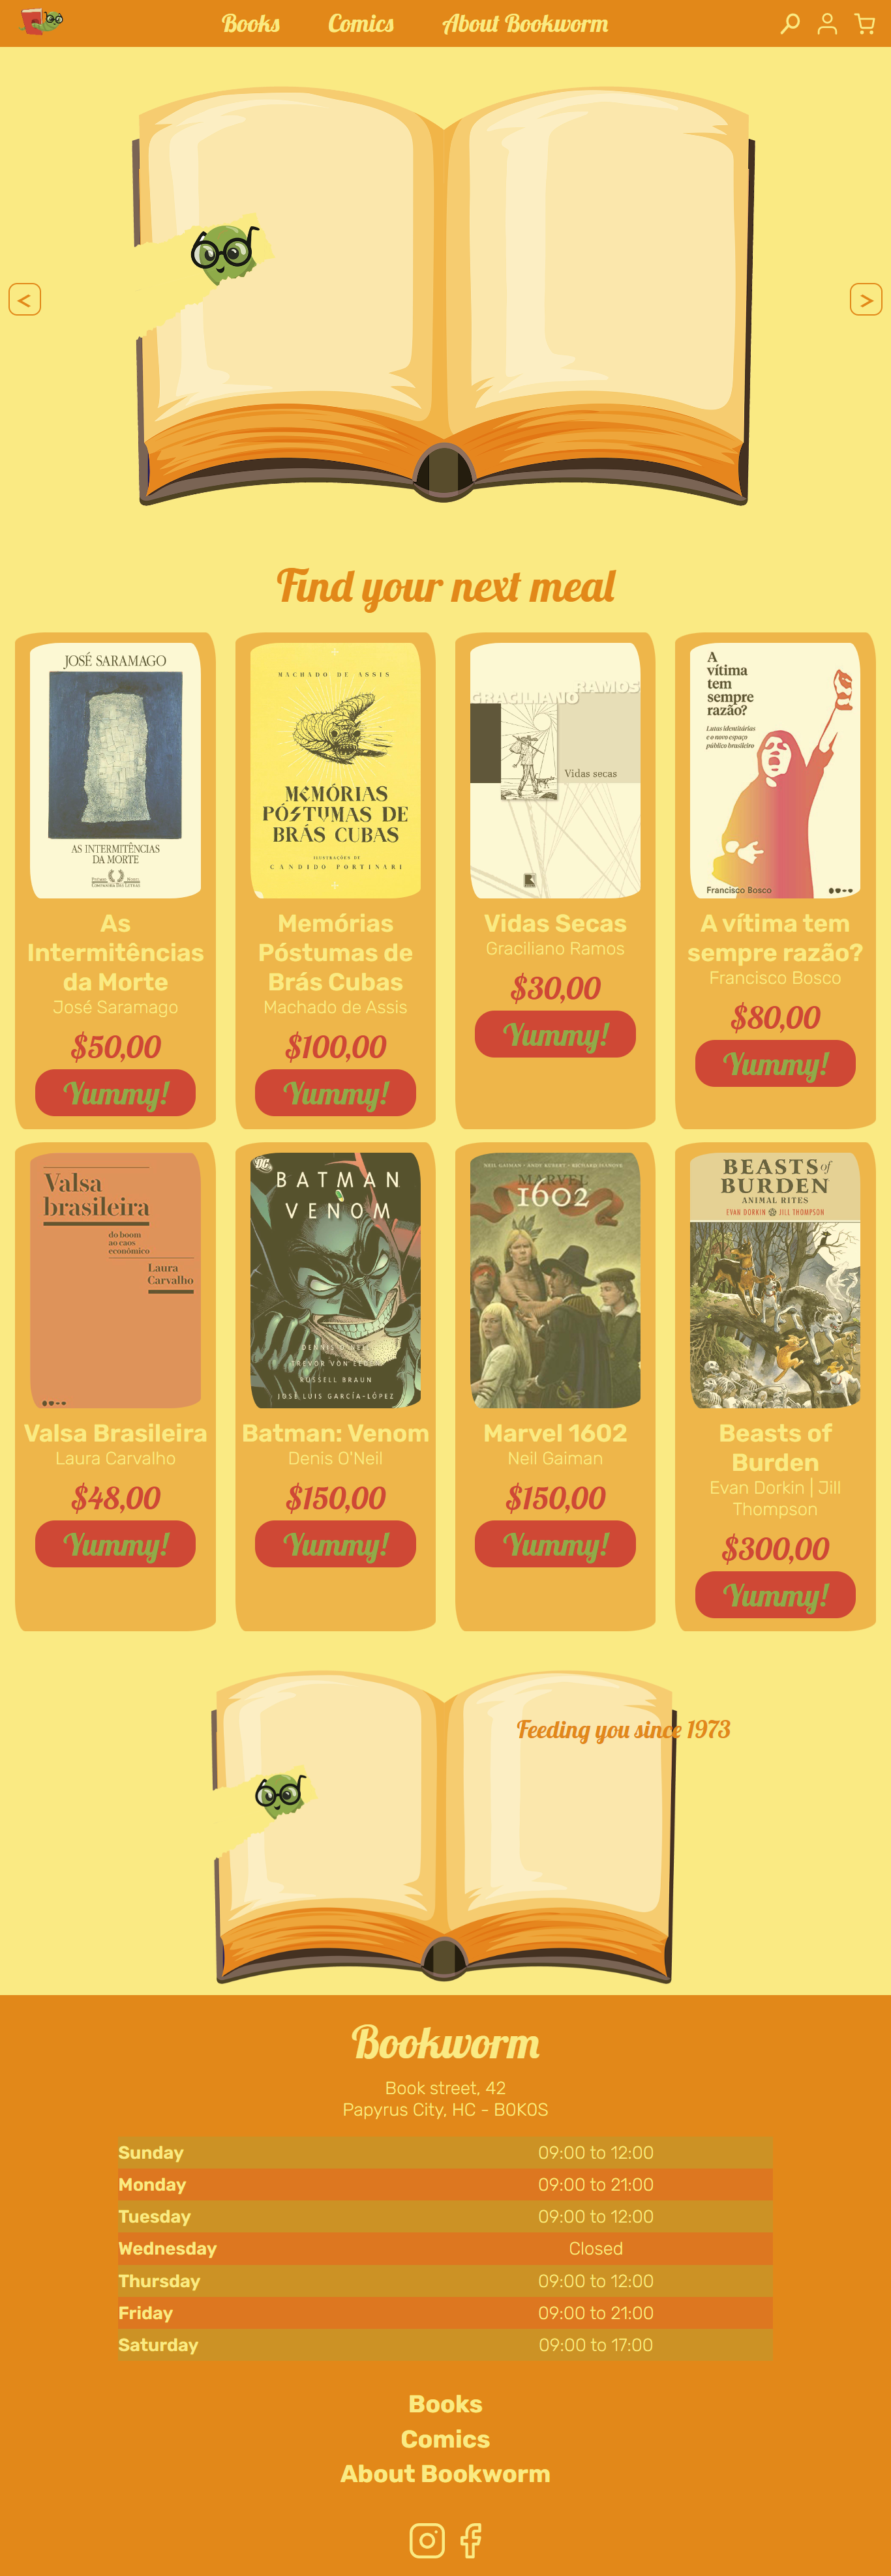 Books Comics About Bookworm
< >
Find your next meal
JOSÉ SARAMAGO
AS INTERMITÊNCIAS
DA MORTE
COMPANHIA DAS LETRAS
As
Intermitências
da Morte
José Saramago
$50,00
Yummy!
MACHADO DE ASSIS
MEMÓRIAS
PÓSTUMAS DE
BRÁS CUBAS
ILUSTRAÇÕES DE
CANDIDO PORTINARI
Memórias
Póstumas de
Brás Cubas
Machado de Assis
$100,00
Yummy!
GRACILIANO RAMOS
Vidas secas
Vidas Secas
Graciliano Ramos
$30,00
Yummy!
A
vítima
tem
sempre
razão?
Lutas identitárias
e o novo espaço
público brasileiro
Francisco Bosco
A vítima tem
sempre razão?
Francisco Bosco
$80,00
Yummy!
Valsa
brasileira
do boom
ao caos
econômico
Laura
Carvalho
Valsa Brasileira
Laura Carvalho
$48,00
Yummy!
DC
BATMAN
VENOM
DENNIS O'NEIL
TREVOR VON EEDEN
RUSSELL BRAUN
JOSÉ LUIS GARCÍA-LÓPEZ
Batman: Venom
Denis O'Neil
$150,00
Yummy!
NEIL GAIMAN • ANDY KUBERT • RICHARD ISANOVE
MARVEL
1602
Marvel 1602
Neil Gaiman
$150,00
Yummy!
BEASTS of
BURDEN
ANIMAL RITES
EVAN DORKIN JILL THOMPSON
Beasts of
Burden
Evan Dorkin | Jill
Thompson
$300,00
Yummy!
Feeding you since 1973
Bookworm
Book street, 42
Papyrus City, HC - B0K0S
Sunday 09:00 to 12:00
Monday 09:00 to 21:00
Tuesday 09:00 to 12:00
Wednesday Closed
Thursday 09:00 to 12:00
Friday 09:00 to 21:00
Saturday 09:00 to 17:00
Books
Comics
About Bookworm